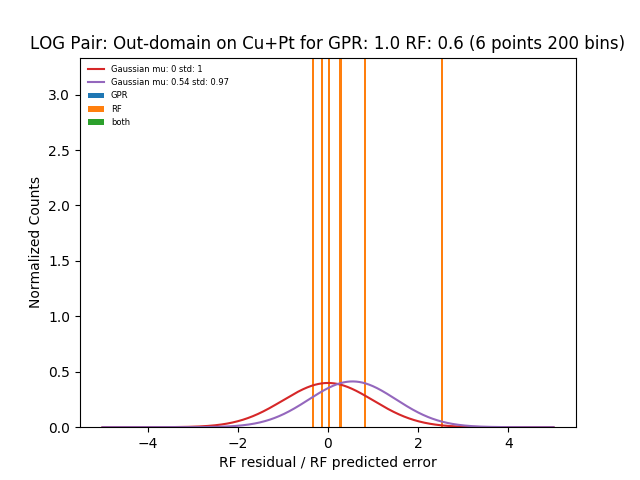 LOG Pair: Out-domain on Cu+Pt for GPR: 1.0 RF: 0.6 (6 points 200 bins)
Gaussian mu: 0 std: 1
Gaussian mu: 0.54 std: 0.97
GPR
RF
both
Normalized Counts
3.0
2.5
2.0
1.5
1.0
0.5
0.0
−4
−2
0
2
4
RF residual / RF predicted error